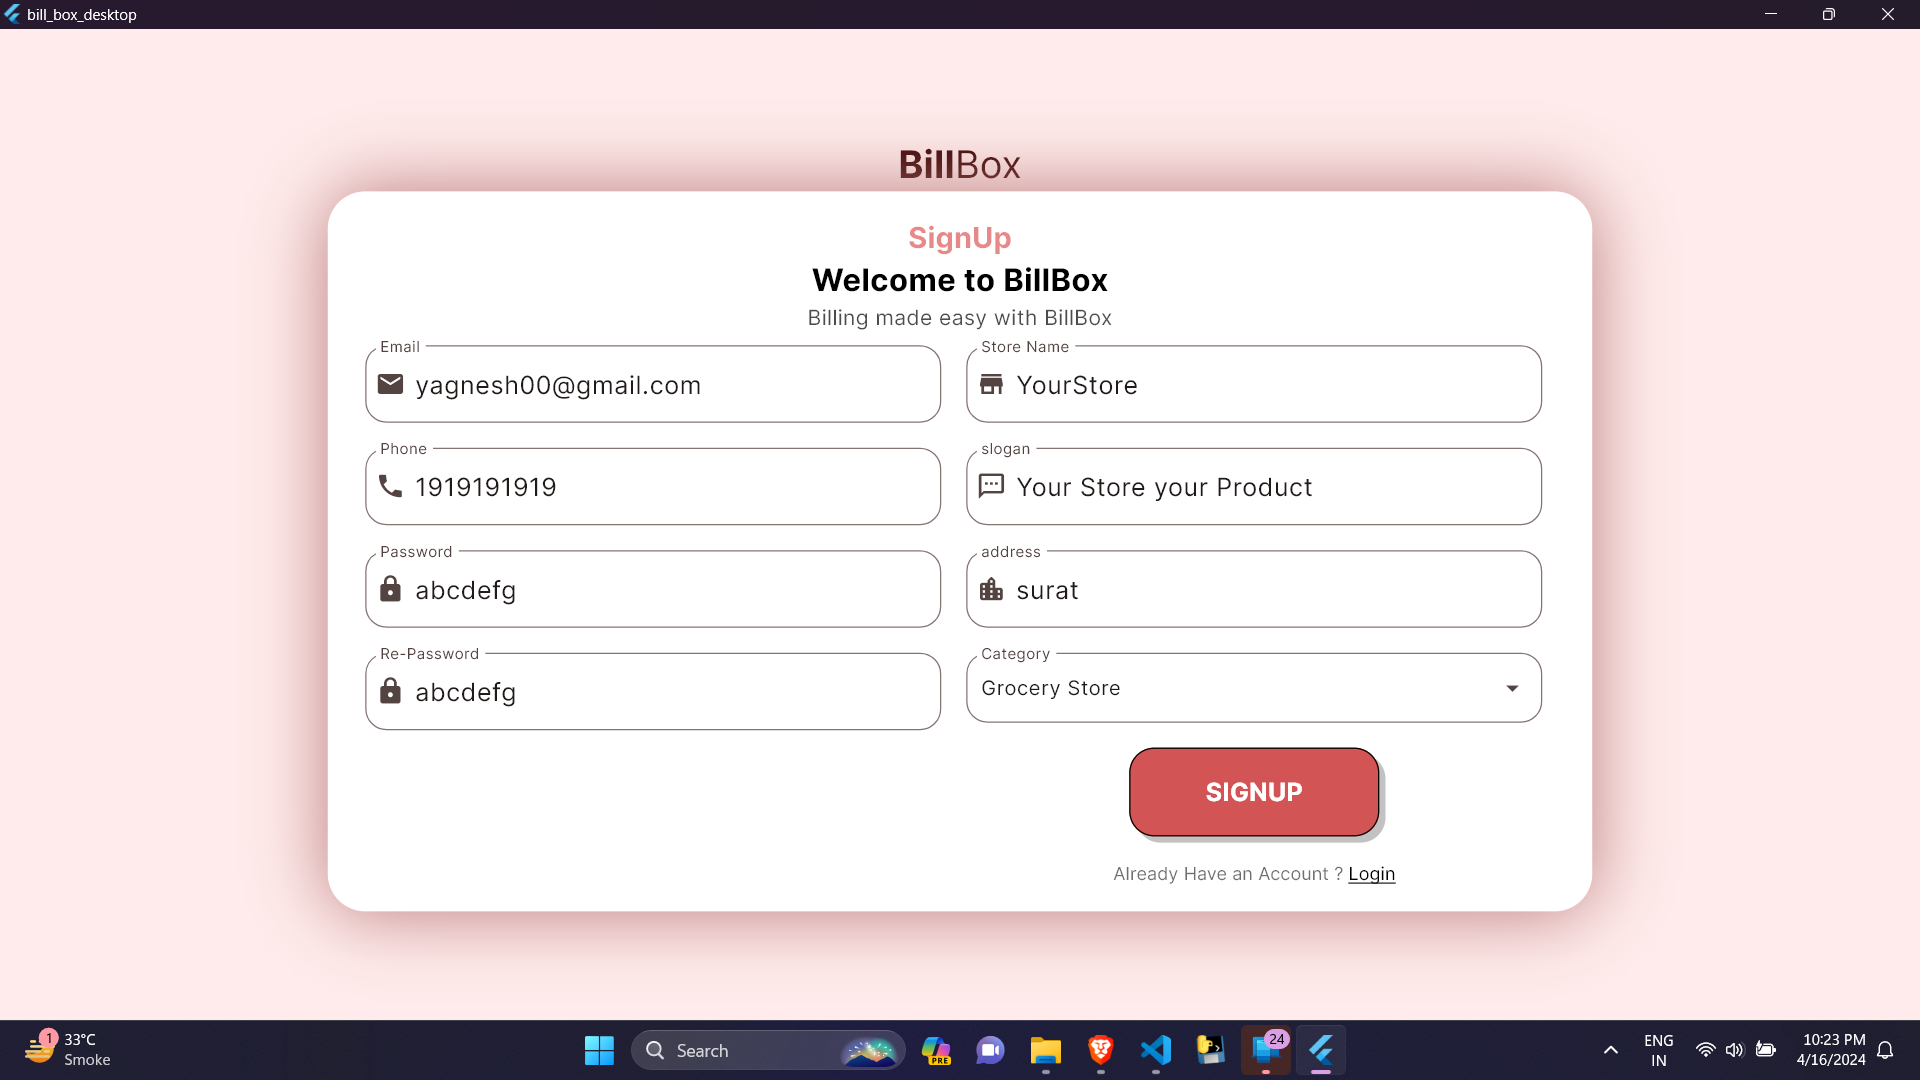 bill_box_desktop
BillBox
SignUp
Welcome to BillBox
Billing made easy with BillBox
Email
yagnesh00@gmail.com
Store Name
YourStore
Phone
1919191919
slogan
Your Store your Product
Password
abcdefg
address
surat
Re-Password
abcdefg
Category
Grocery Store
SIGNUP
Already Have an Account ? Login
1
33°C
Smoke
Search
PRE
24
ENG
IN
10:23 PM
4/16/2024